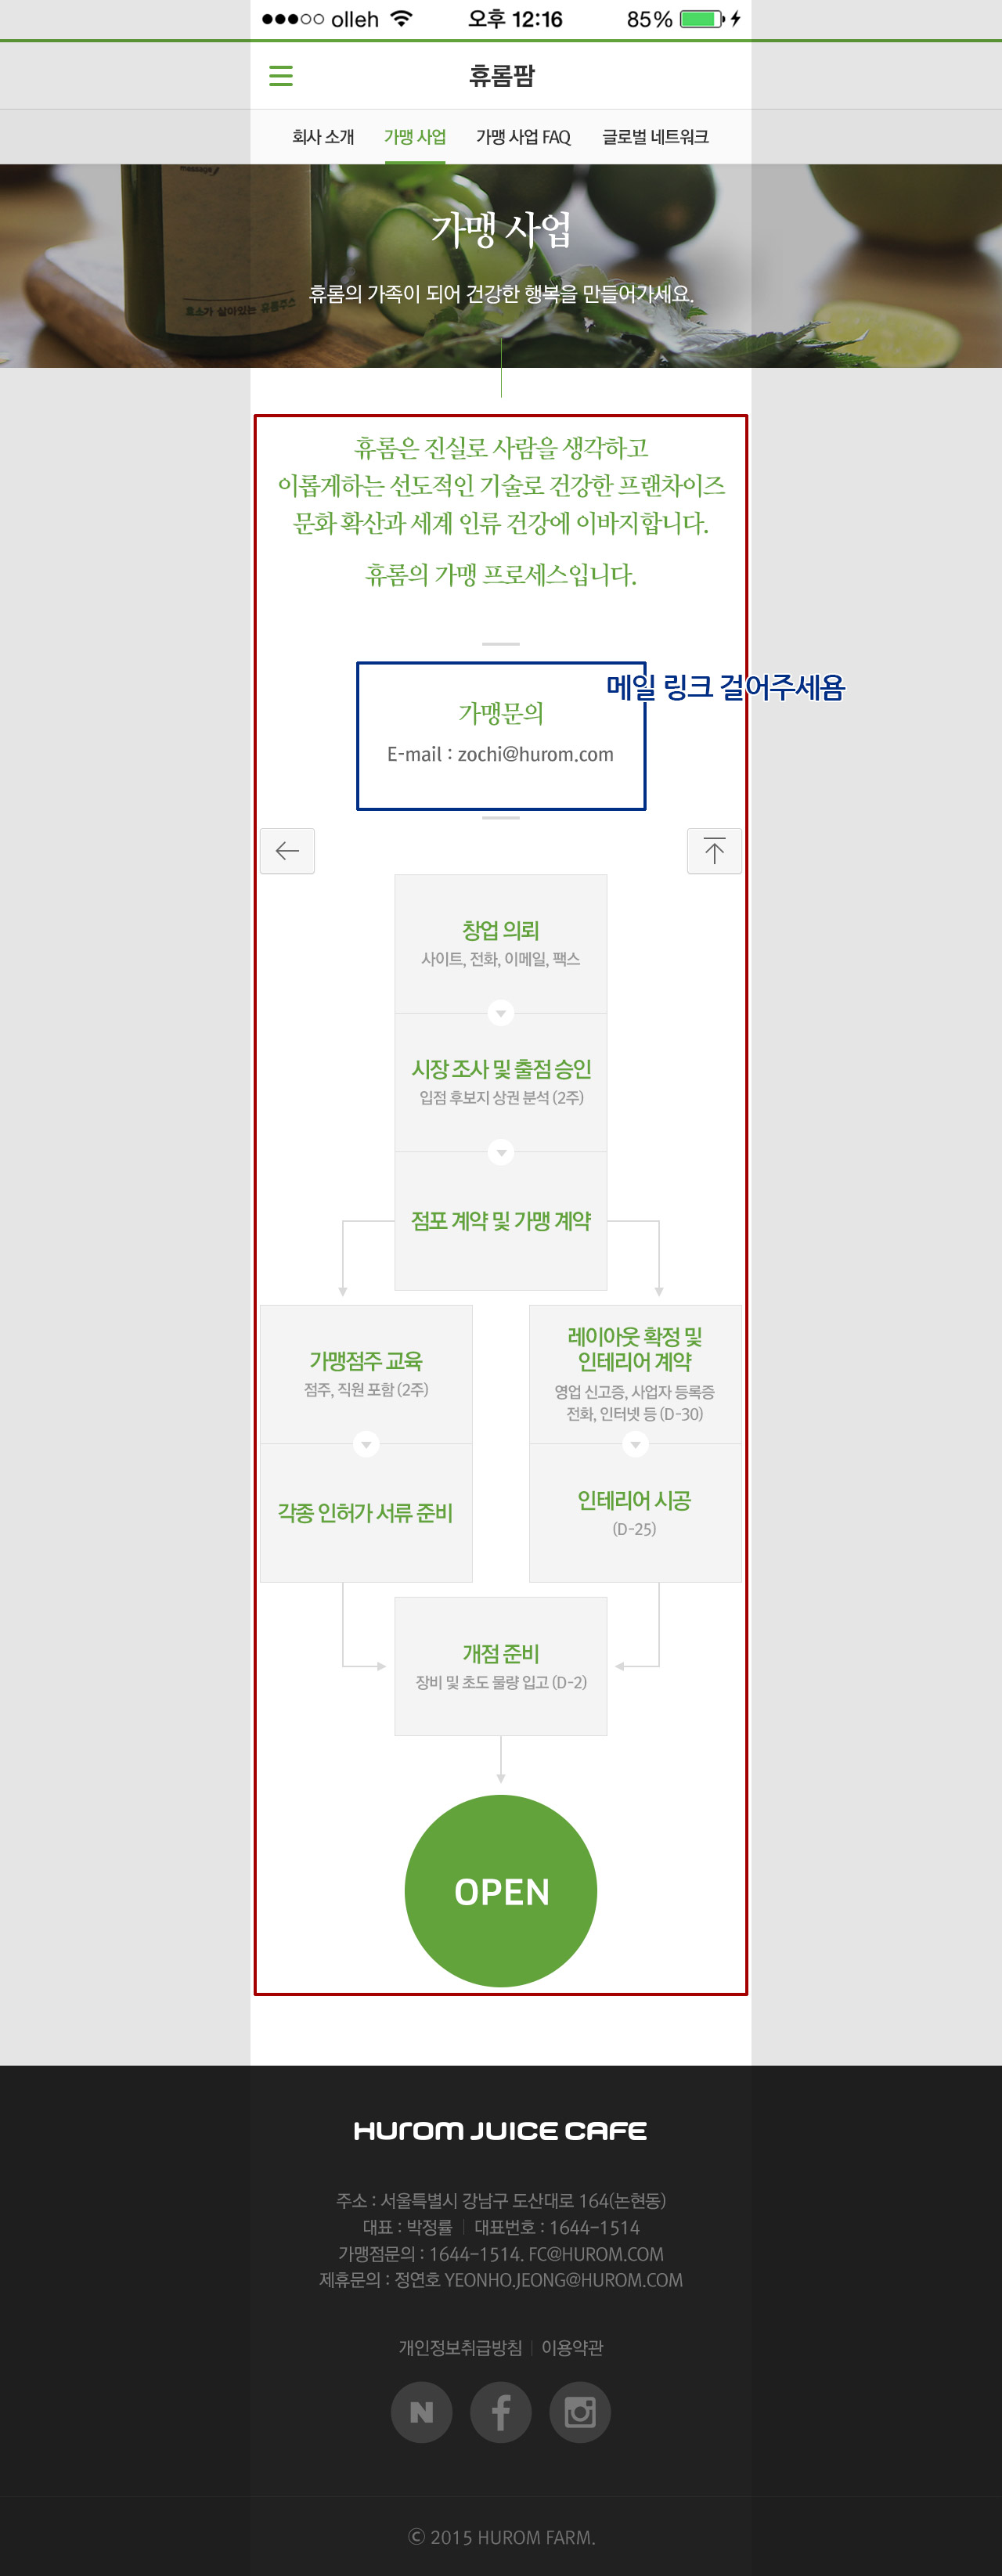 olleh 오후 12:16 85%
휴롬팜
회사 소개 가맹 사업 가맹 사업 FAQ 글로벌 네트워크
message
가맹 사업
휴롬의 가족이 되어 건강한 행복을 만들어가세요.
효소가 살아있는 휴롬주스
휴롬은 진실로 사람을 생각하고
이롭게하는 선도적인 기술로 건강한 프랜차이즈
문화 확산과 세계 인류 건강에 이바지합니다.
휴롬의 가맹 프로세스입니다.
메일 링크 걸어주세욤
가맹문의
E-mail : zochi@hurom.com
창업 의뢰
사이트, 전화, 이메일, 팩스
시장 조사 및 출점 승인
입점 후보지 상권 분석 (2주)
점포 계약 및 가맹 계약
가맹점주 교육
점주, 직원 포함 (2주)
각종 인허가 서류 준비
레이아웃 확정 및
인테리어 계약
영업 신고증, 사업자 등록증
전화, 인터넷 등 (D-30)
인테리어 시공
(D-25)
개점 준비
장비 및 초도 물량 입고 (D-2)
OPEN
HUROM JUICE CAFE
주소 : 서울특별시 강남구 도산대로 164(논현동)
대표 : 박정률 | 대표번호 : 1644-1514
가맹점문의 : 1644-1514. FC@HUROM.COM
제휴문의 : 정연호 YEONHO.JEONG@HUROM.COM
개인정보취급방침 | 이용약관
N f
© 2015 HUROM FARM.